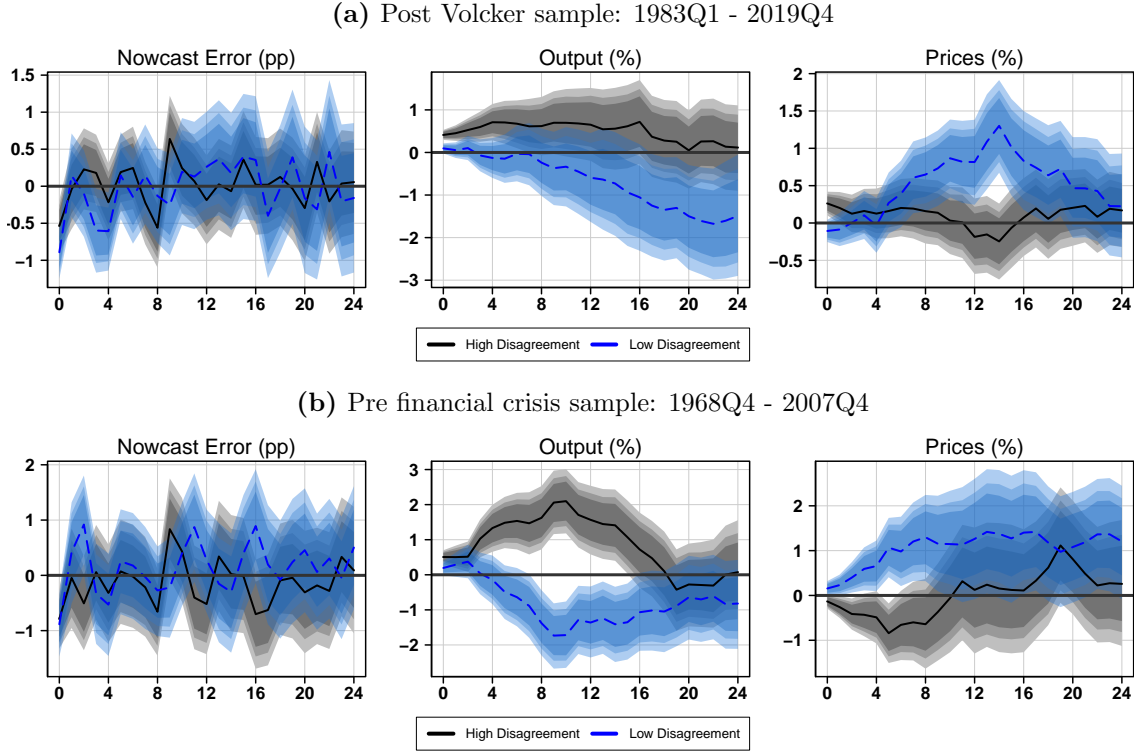 (a) Post Volcker sample: 1983Q1 - 2019Q4
Nowcast Error (pp)
1.5
1
0.5
0
-0.5
-1
0 4 8 12 16 20 24
Output (%)
1
0
−1
−2
−3
0 4 8 12 16 20 24
Prices (%)
2
1.5
1
0.5
0
−0.5
0 4 8 12 16 20 24
High Disagreement Low Disagreement
(b) Pre financial crisis sample: 1968Q4 - 2007Q4
Nowcast Error (pp)
2
1
0
−1
0 4 8 12 16 20 24
Output (%)
3
2
1
0
−1
−2
0 4 8 12 16 20 24
Prices (%)
2
1
0
−1
0 4 8 12 16 20 24
High Disagreement Low Disagreement